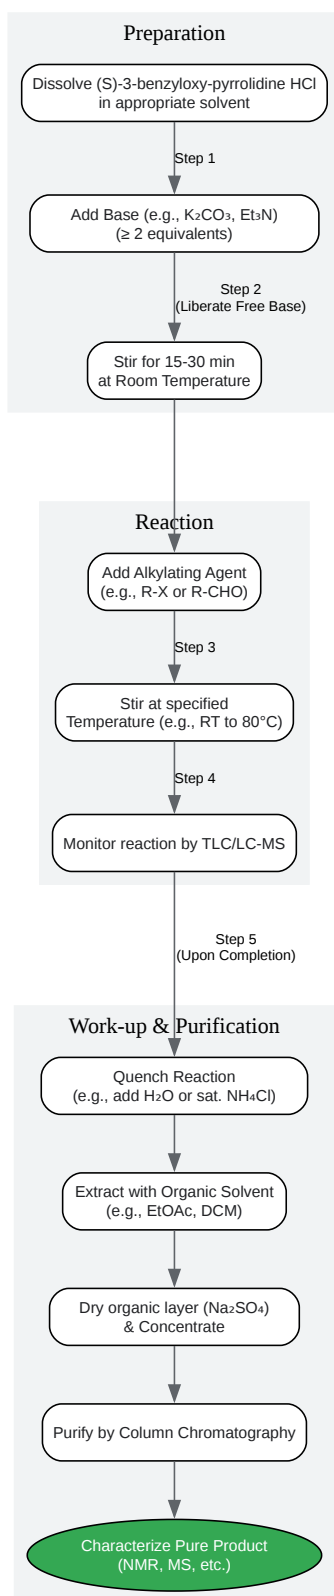 Preparation
Dissolve (S)-3-benzyloxy-pyrrolidine HCl
in appropriate solvent
Step 1
Add Base (e.g., K₂CO₃, Et₃N)
(≥ 2 equivalents)
Step 2
(Liberate Free Base)
Stir for 15-30 min
at Room Temperature
Reaction
Add Alkylating Agent
(e.g., R-X or R-CHO)
Step 3
Stir at specified
Temperature (e.g., RT to 80°C)
Step 4
Monitor reaction by TLC/LC-MS
Step 5
(Upon Completion)
Work-up & Purification
Quench Reaction
(e.g., add H₂O or sat. NH₄Cl)
Extract with Organic Solvent
(e.g., EtOAc, DCM)
Dry organic layer (Na₂SO₄)
& Concentrate
Purify by Column Chromatography
Characterize Pure Product
(NMR, MS, etc.)